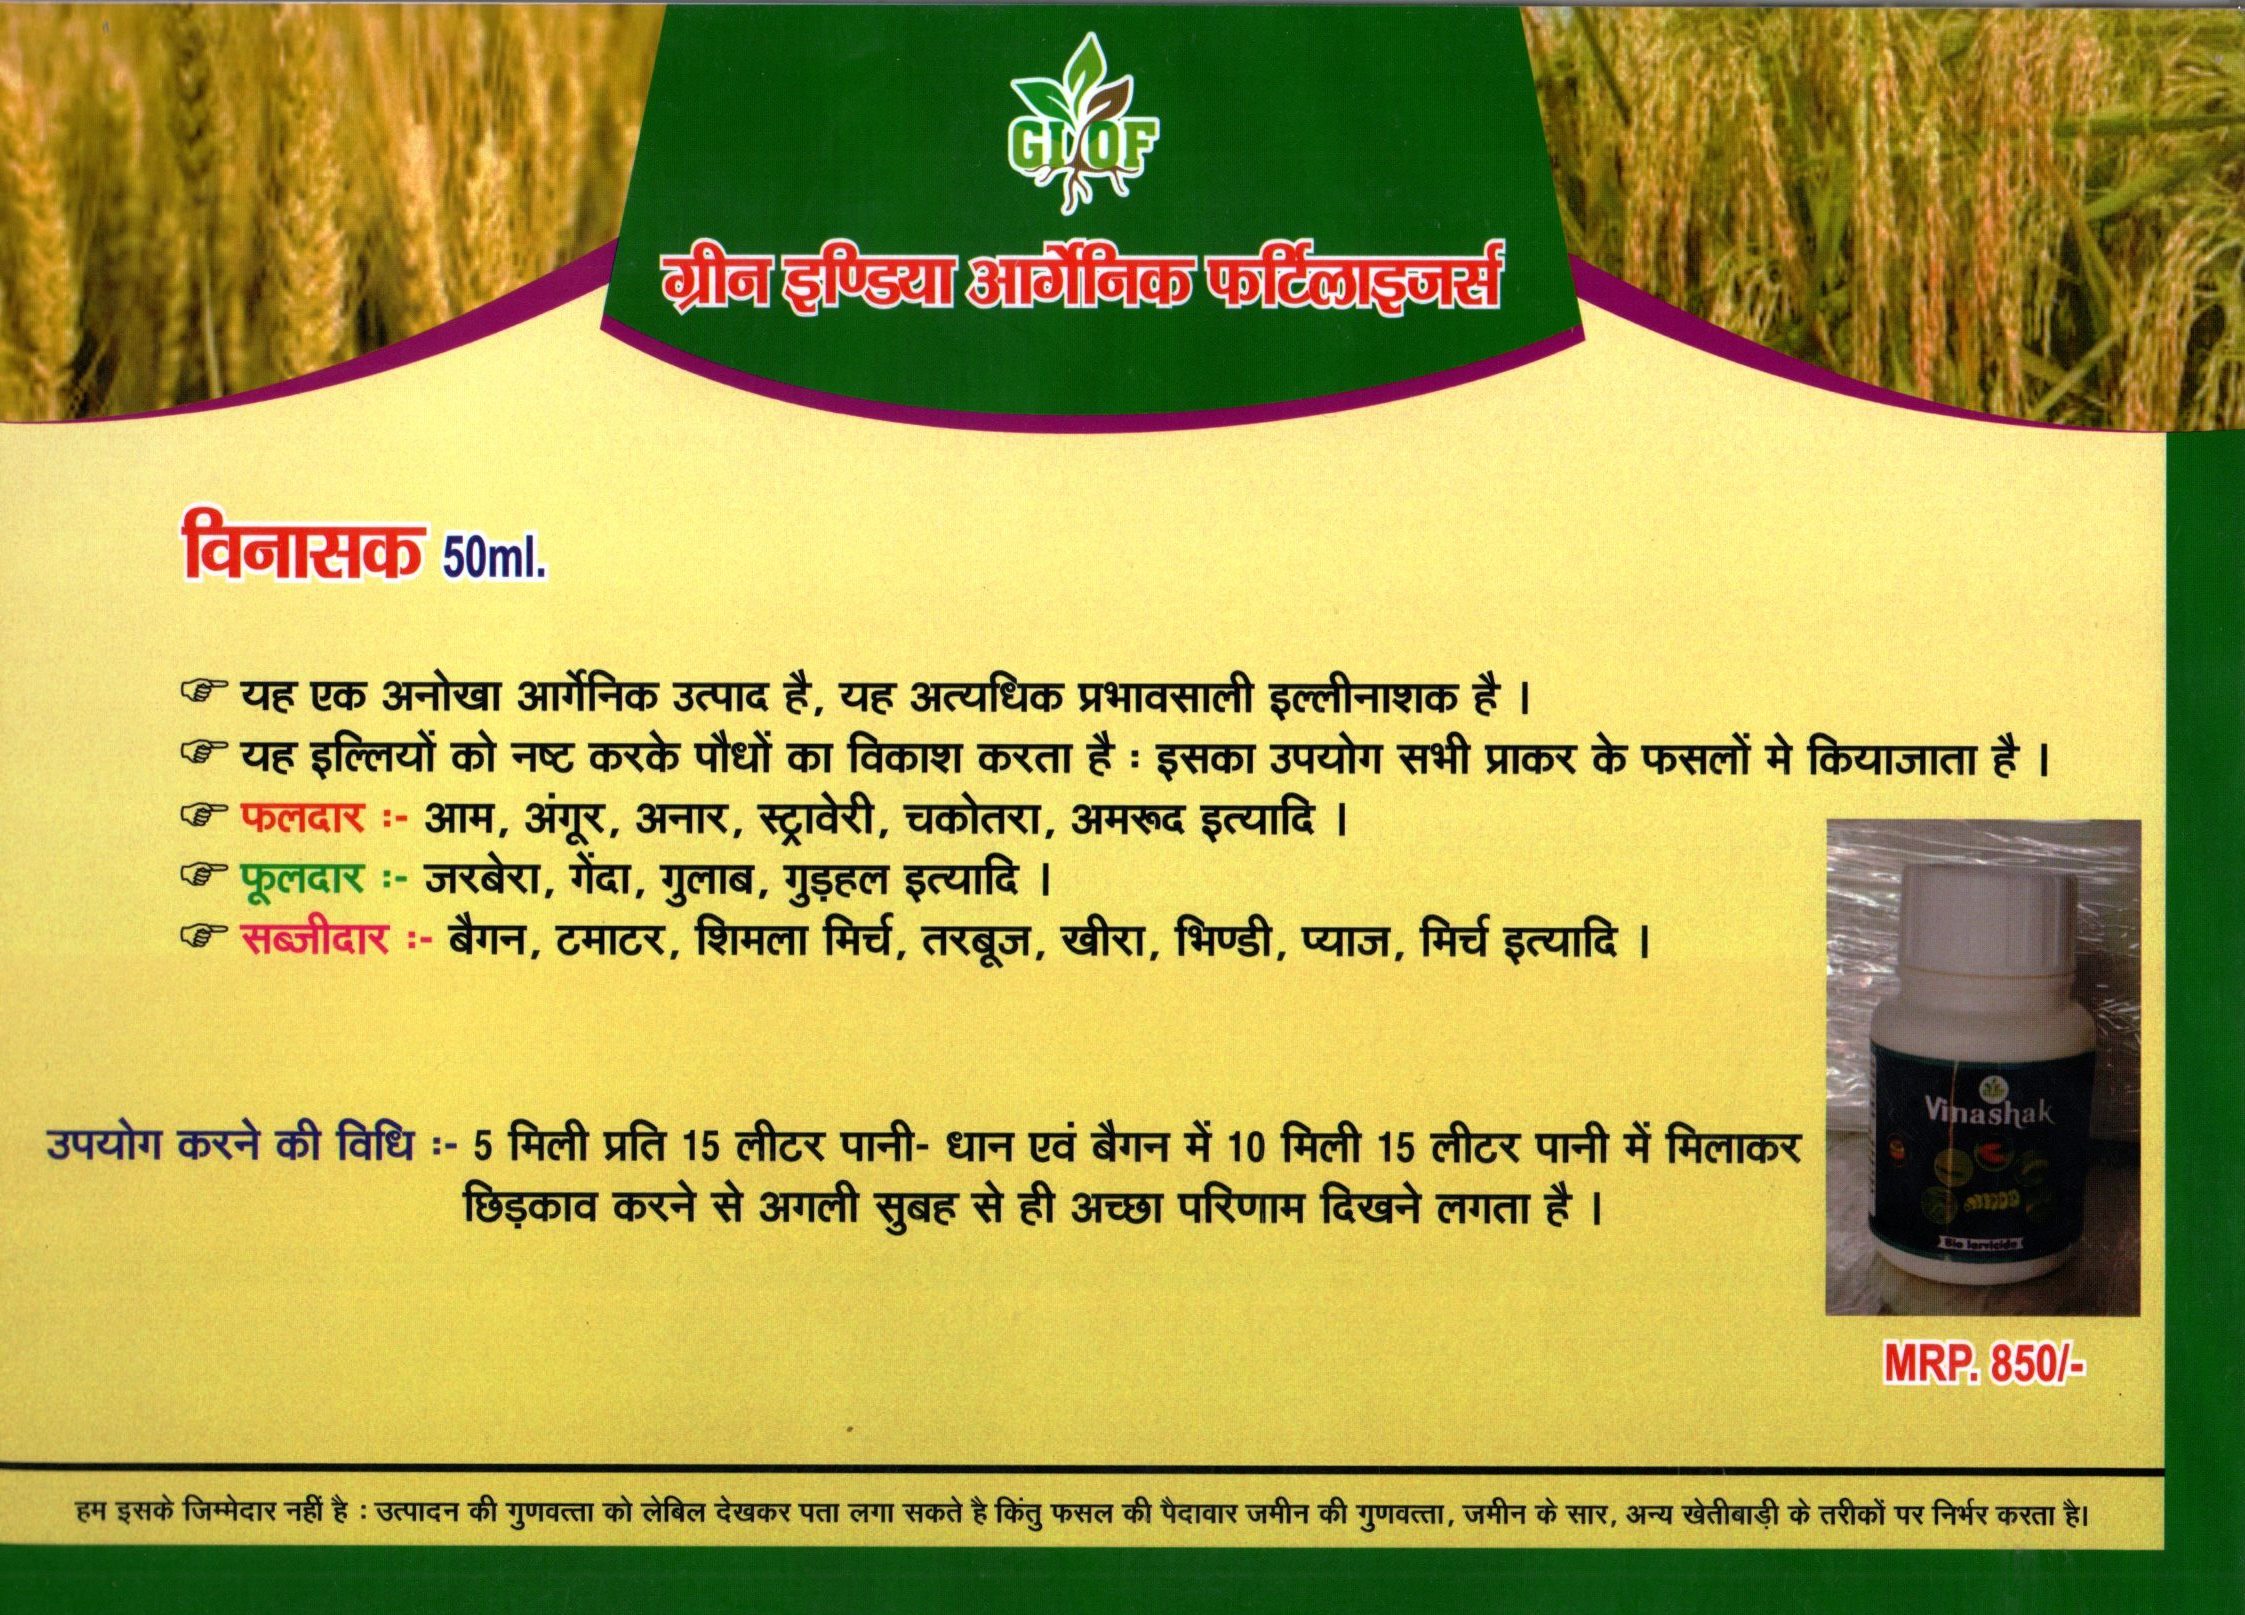 GIOF
ग्रीन इण्डिया आर्गेनिक फर्टिलाइजर्स
विनासक 50ml.
☞ यह एक अनोखा आर्गेनिक उत्पाद है, यह अत्यधिक प्रभावसाली इल्लीनाशक है ।
☞ यह इल्लियों को नष्ट करके पौधों का विकाश करता है : इसका उपयोग सभी प्राकर के फसलों मे कियाजाता है ।
☞ फलदार :- आम, अंगूर, अनार, स्ट्रावेरी, चकोतरा, अमरूद इत्यादि ।
☞ फूलदार :- जरबेरा, गेंदा, गुलाब, गुड़हल इत्यादि ।
☞ सब्जीदार :- बैगन, टमाटर, शिमला मिर्च, तरबूज, खीरा, भिण्डी, प्याज, मिर्च इत्यादि ।
उपयोग करने की विधि :- 5 मिली प्रति 15 लीटर पानी- धान एवं बैगन में 10 मिली 15 लीटर पानी में मिलाकर
छिड़काव करने से अगली सुबह से ही अच्छा परिणाम दिखने लगता है ।
Vinashak
Bio larvicide
MRP. 850/-
हम इसके जिम्मेदार नहीं है : उत्पादन की गुणवत्ता को लेबिल देखकर पता लगा सकते है किंतु फसल की पैदावार जमीन की गुणवत्ता, जमीन के सार, अन्य खेतीबाड़ी के तरीकों पर निर्भर करता है।